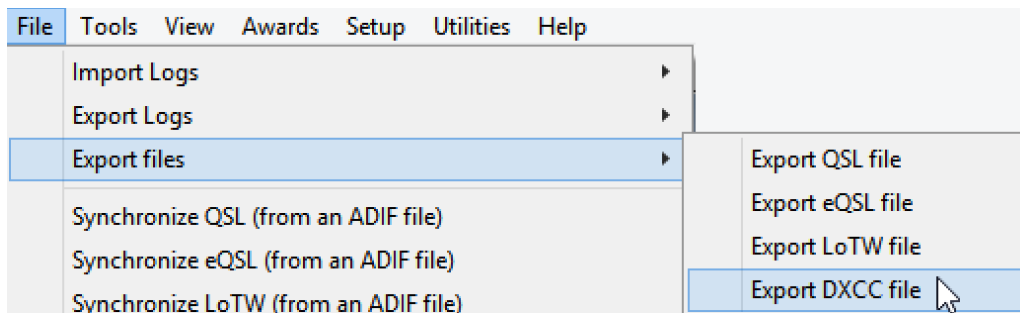 File Tools View Awards Setup Utilities Help
Import Logs
Export Logs
Export files
Export QSL file
Export eQSL file
Export LoTW file
Export DXCC file
Synchronize QSL (from an ADIF file)
Synchronize eQSL (from an ADIF file)
Synchronize LoTW (from an ADIF file)